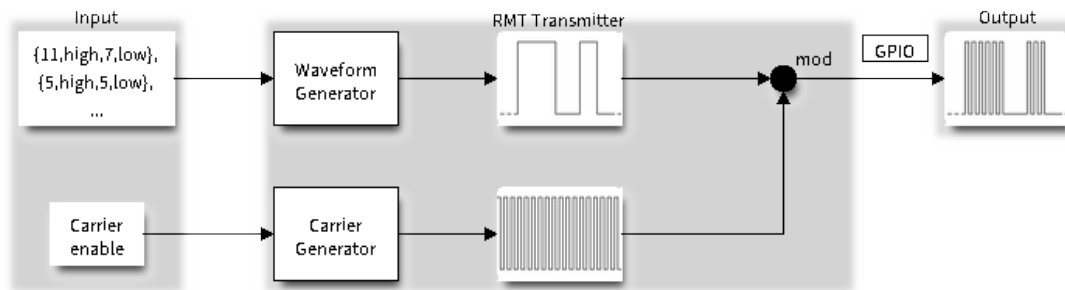 Input
RMT Transmitter
Output
{11,high,7,low},
{5,high,5,low},
...
Waveform
Generator
mod
GPIO
Carrier
enable
Carrier
Generator